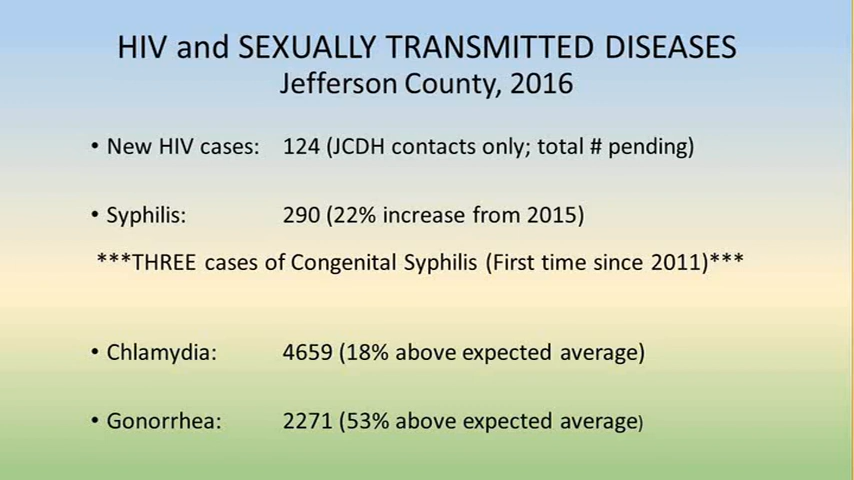 HIV and SEXUALLY TRANSMITTED DISEASES
Jefferson County, 2016
• New HIV cases: 124 (JCDH contacts only; total # pending)
• Syphilis: 290 (22% increase from 2015)
***THREE cases of Congenital Syphilis (First time since 2011)***
• Chlamydia: 4659 (18% above expected average)
• Gonorrhea: 2271 (53% above expected average)